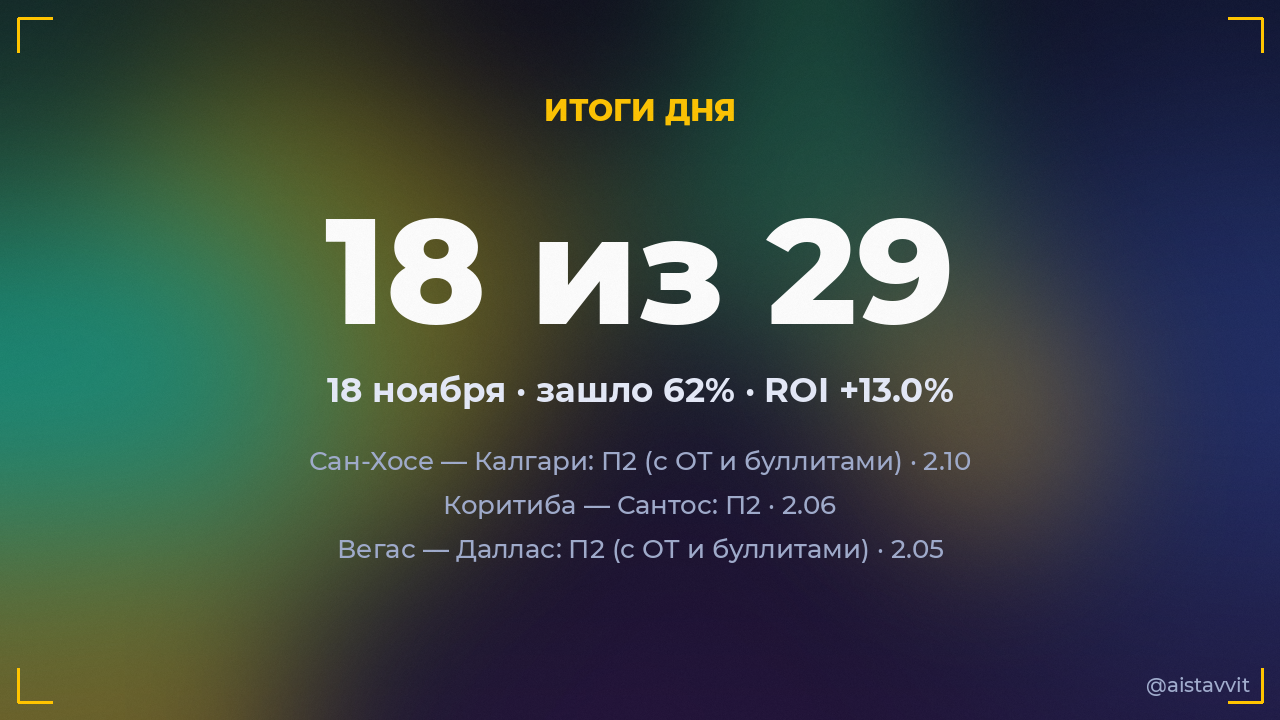 ИТОГИ ДНЯ
18 из 29
18 ноября · зашло 62% · ROI +13.0%
Сан-Хосе — Калгари: П2 (с ОТ и буллитами) · 2.10
Коритиба — Сантос: П2 · 2.06
Вегас — Даллас: П2 (с ОТ и буллитами) · 2.05
@aistavvit